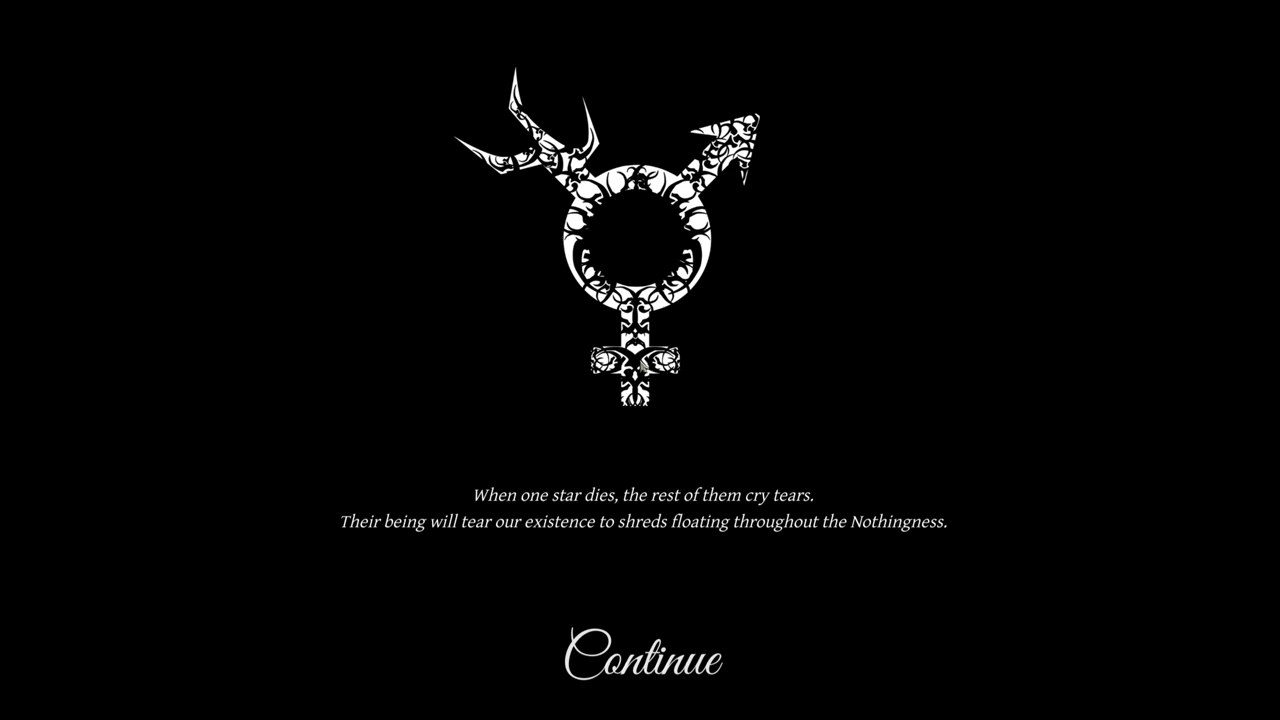 When one star dies, the rest of them cry tears.
Their being will tear our existence to shreds floating throughout the Nothingness.
Continue